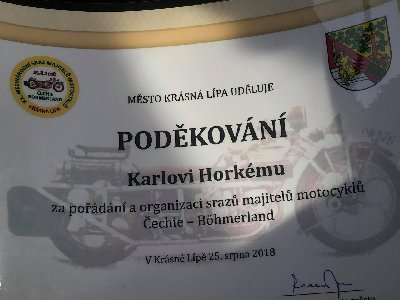 MĚSTO KRÁSNÁ LÍPA UDĚLUJE
PODĚKOVÁNÍ
Karlovi Horkému
za pořádání a organizaci srazů majitelů motocyklů
Čechie – Böhmerland
V Krásné Lípě 25. srpna 2018
města